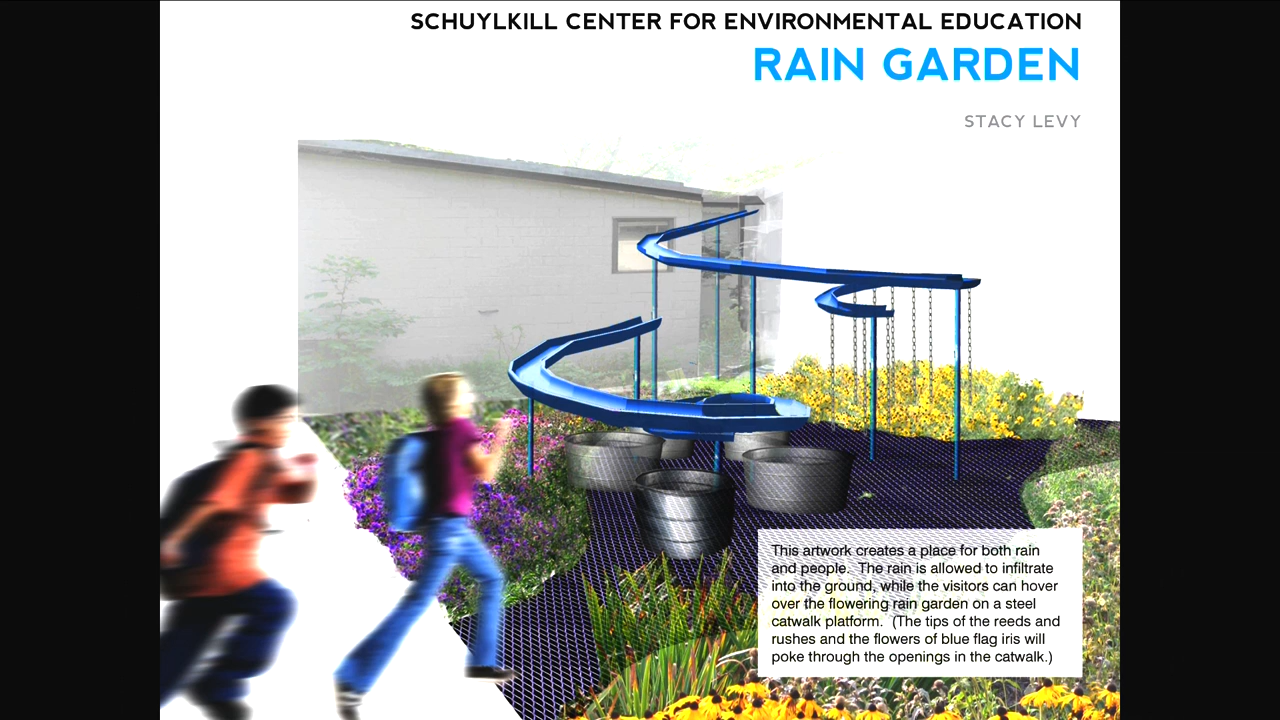 SCHUYLKILL CENTER FOR ENVIRONMENTAL EDUCATION
RAIN GARDEN
STACY LEVY
This artwork creates a place for both rain
and people.  The rain is allowed to infiltrate
into the ground, while the visitors can hover
over the flowering rain garden on a steel
catwalk platform.  (The tips of the reeds and
rushes and the flowers of blue flag iris will
poke through the openings in the catwalk.)